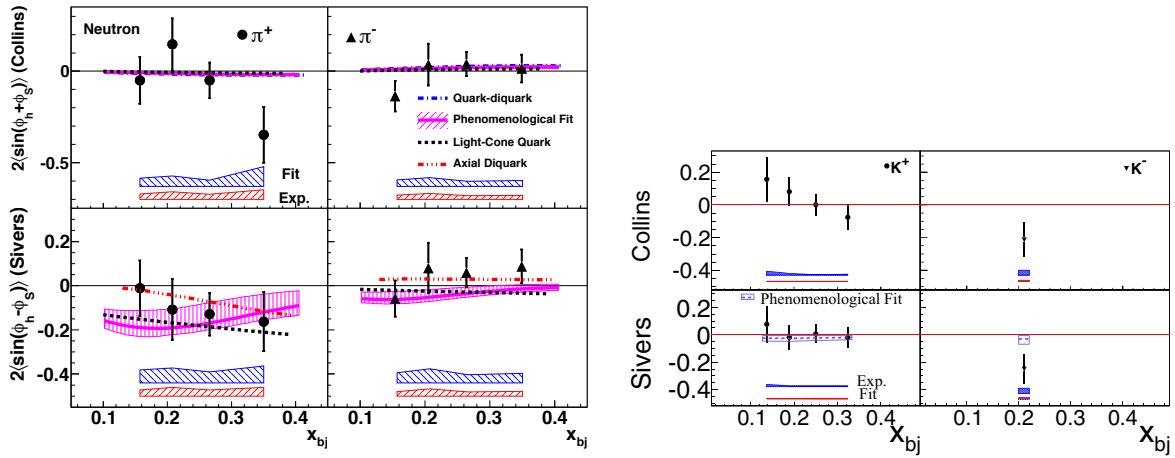 Neutron
π+
π-
2⟨sin(ϕh+ϕS)⟩ (Collins)
0
-0.5
Quark-diquark
Phenomenological Fit
Light-Cone Quark
Axial Diquark
Fit
Exp.
2⟨sin(ϕh-ϕS)⟩ (Sivers)
0.2
0
-0.2
-0.4
0.1 0.2 0.3 0.4
0.1 0.2 0.3 0.4
xbj
xbj
K+
K-
Collins
0.2
0
-0.2
-0.4
Phenomenological Fit
Sivers
0.2
0
-0.2
-0.4
Exp.
Fit
0.1 0.2 0.3 0.4
0.1 0.2 0.3 0.4
xbj
xbj